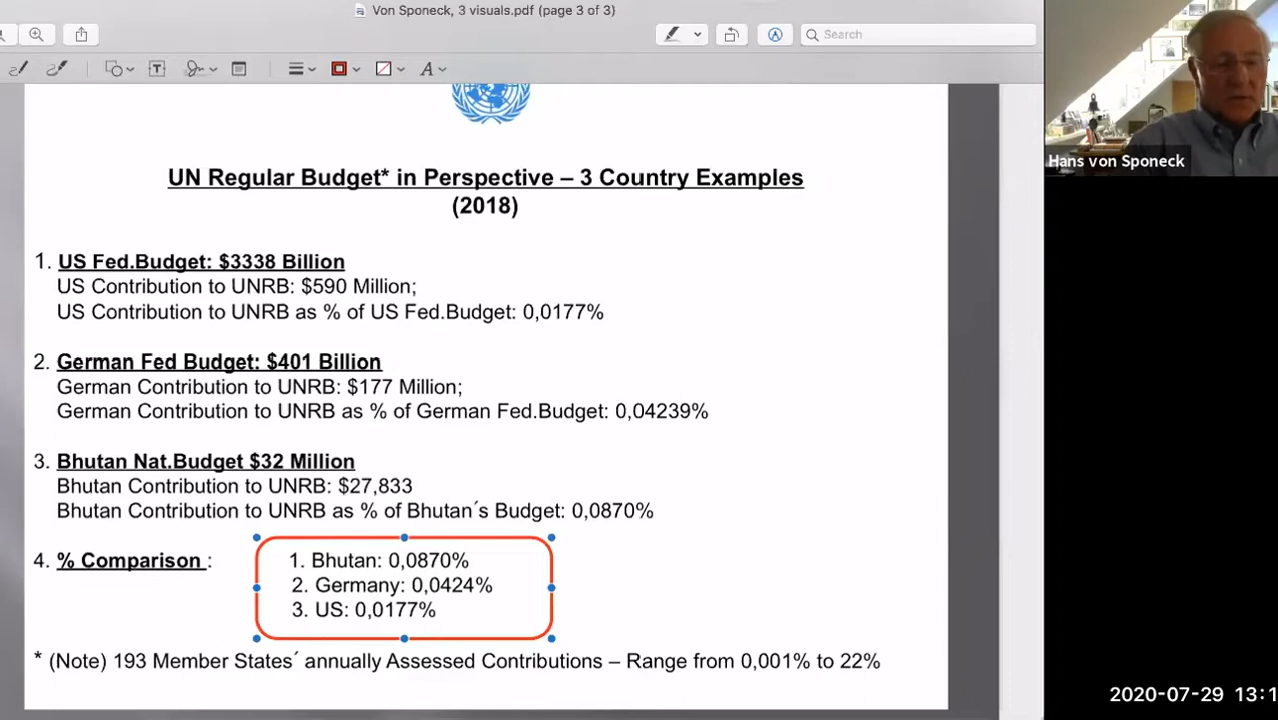 Von Sponeck, 3 visuals.pdf (page 3 of 3)
Search
UN Regular Budget* in Perspective – 3 Country Examples
(2018)
1. US Fed.Budget: $3338 Billion
US Contribution to UNRB: $590 Million;
US Contribution to UNRB as % of US Fed.Budget: 0,0177%
2. German Fed Budget: $401 Billion
German Contribution to UNRB: $177 Million;
German Contribution to UNRB as % of German Fed.Budget: 0,04239%
3. Bhutan Nat.Budget $32 Million
Bhutan Contribution to UNRB: $27,833
Bhutan Contribution to UNRB as % of Bhutan´s Budget: 0,0870%
4. % Comparison :
1. Bhutan: 0,0870%
2. Germany: 0,0424%
3. US: 0,0177%
* (Note) 193 Member States´ annually Assessed Contributions – Range from 0,001% to 22%
Hans von Sponeck
2020-07-29 13:1